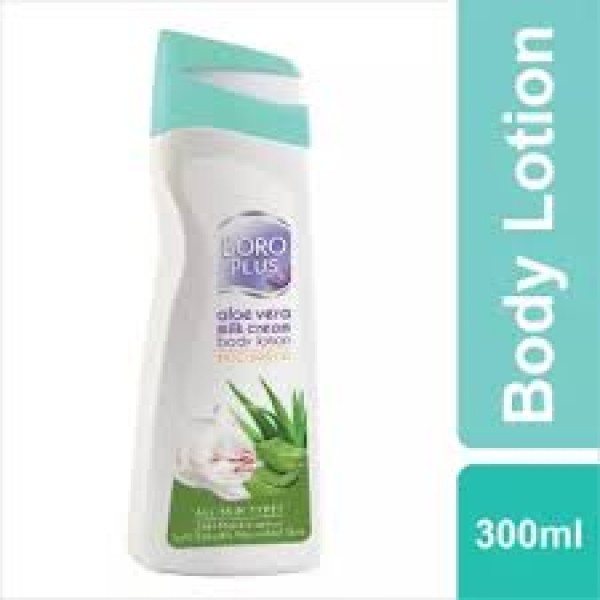 BORO
PLUS
aloe vera
milk cream
body lotion
ALL SKIN TYPES
Body Lotion
300ml